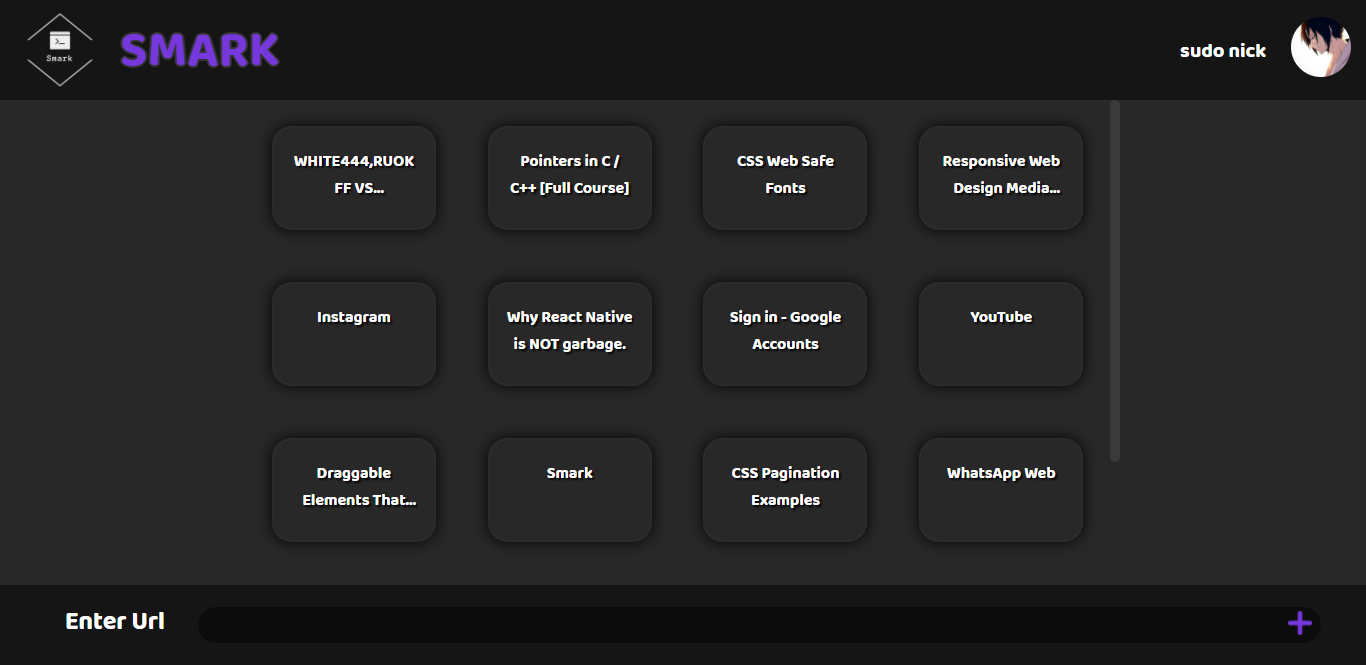 Smark
SMARK
sudo nick
WHITE444,RUOK
FF VS...
Pointers in C /
C++ [Full Course]
CSS Web Safe
Fonts
Responsive Web
Design Media...
Instagram
Why React Native
is NOT garbage.
Sign in - Google
Accounts
YouTube
Draggable
Elements That...
Smark
CSS Pagination
Examples
WhatsApp Web
Enter Url